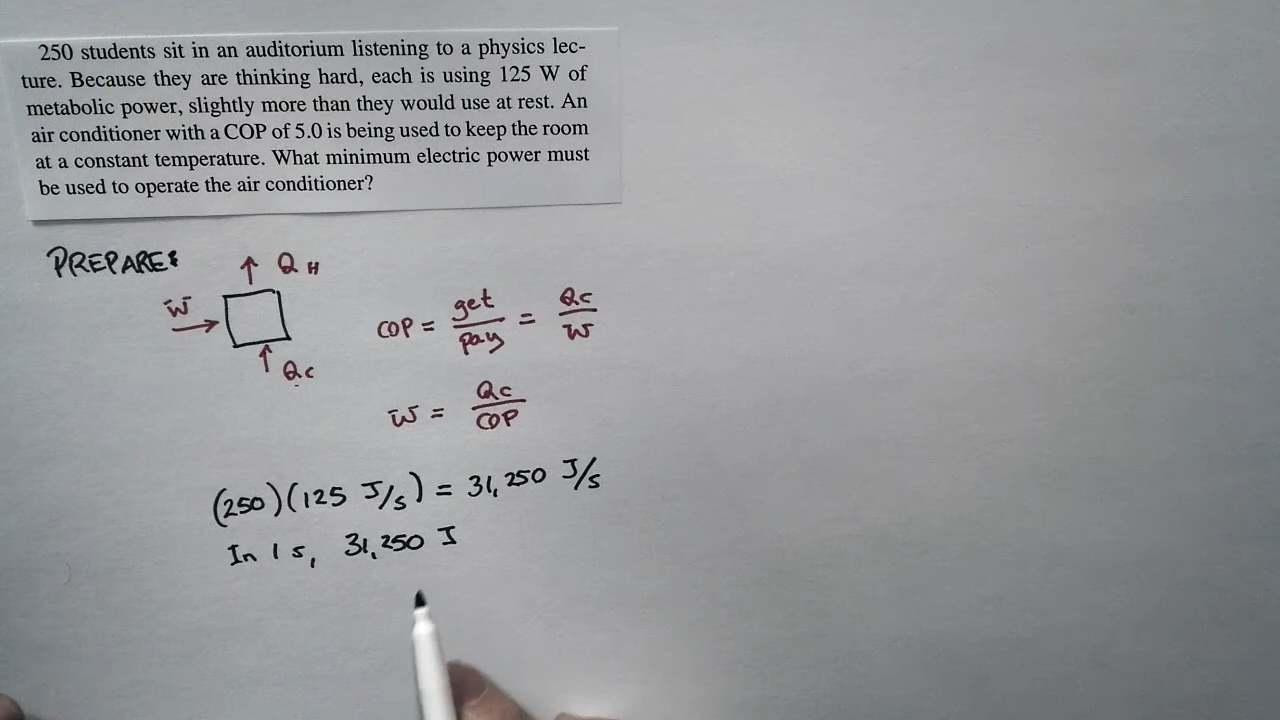 250 students sit in an auditorium listening to a physics lec-
ture. Because they are thinking hard, each is using 125 W of
metabolic power, slightly more than they would use at rest. An
air conditioner with a COP of 5.0 is being used to keep the room
at a constant temperature. What minimum electric power must
be used to operate the air conditioner?
PREPARE:
QH
W
QC
COP = get/pay = QC/W
W = QC/COP
(250)(125 J/s) = 31,250 J/s
In 1 s, 31,250 J